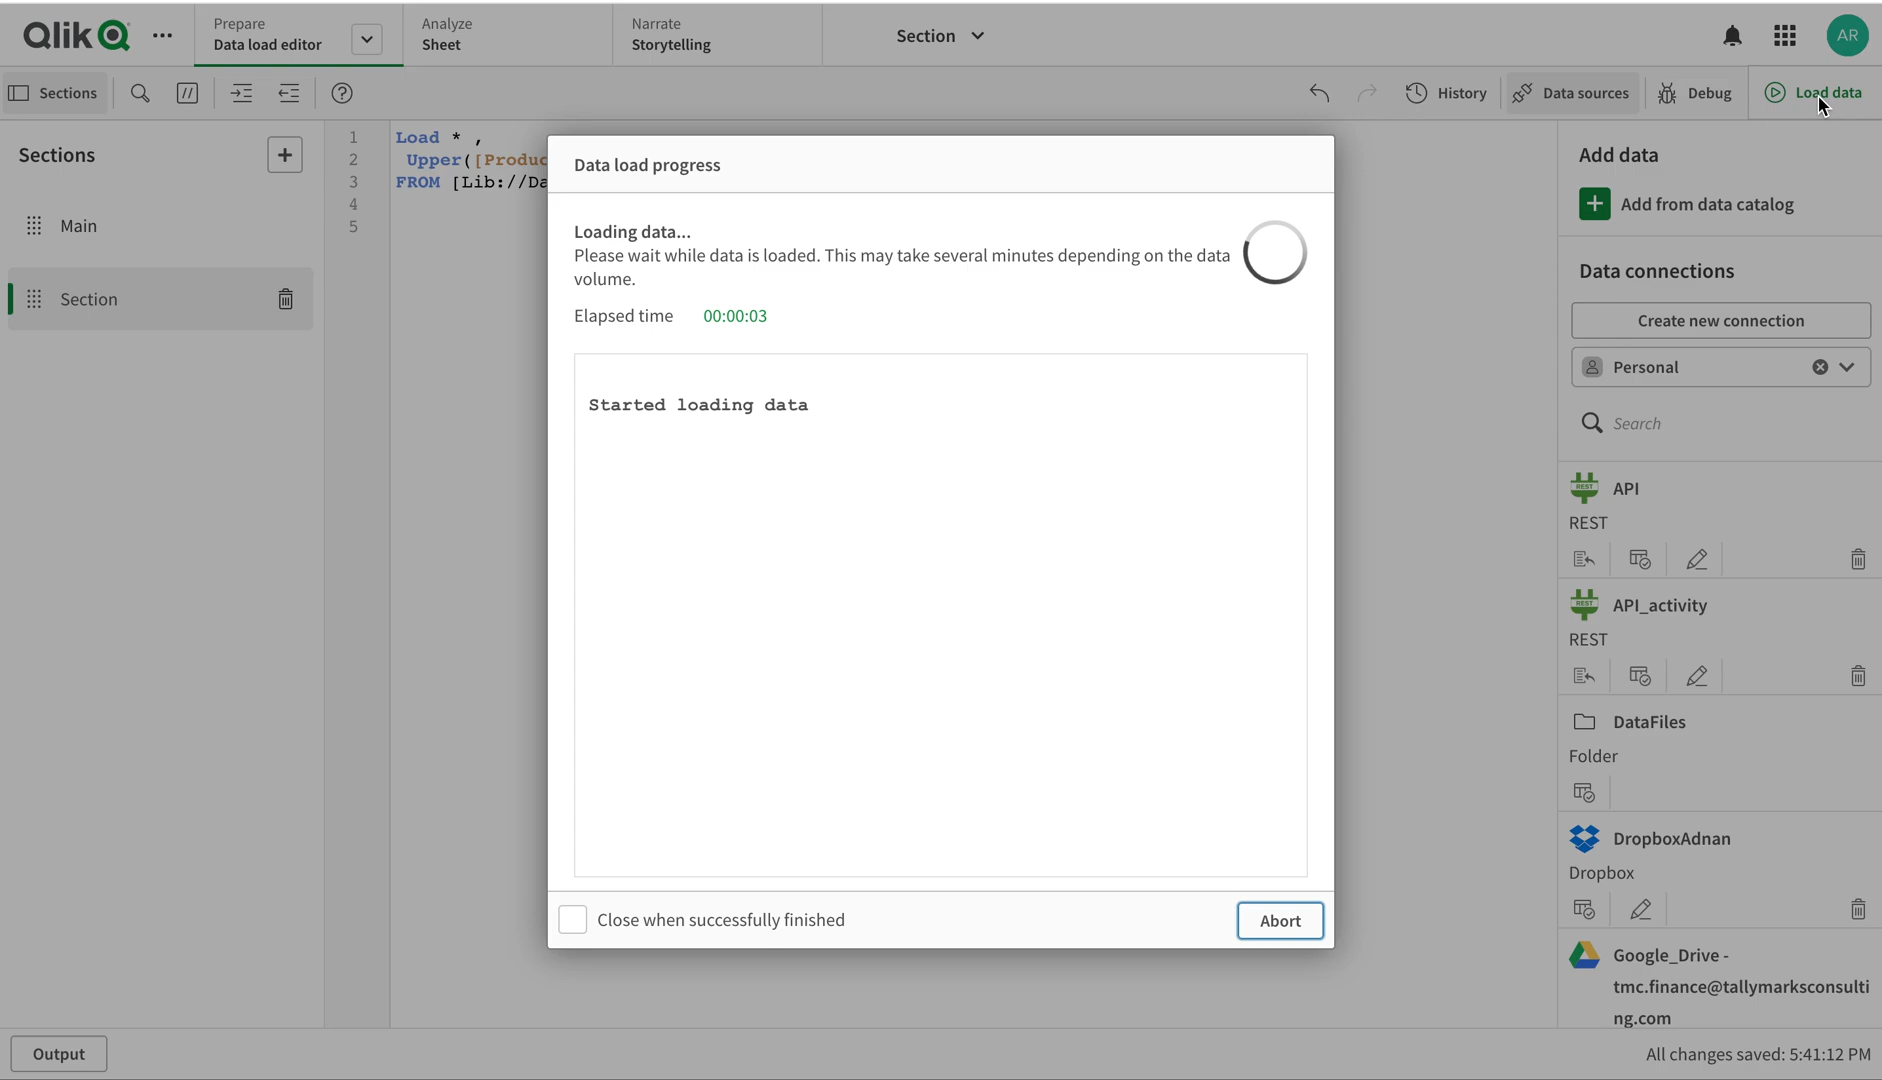 Qlik
Prepare
Data load editor
Analyze
Sheet
Narrate
Storytelling
Section
AR
Sections
//
History
Data sources
Debug
Load data
Sections
Main
Section
1
2
3
4
5
Load * ,
Upper([Produc
FROM [Lib://Da
Data load progress
Loading data...
Please wait while data is loaded. This may take several minutes depending on the data
volume.
Elapsed time 00:00:03
Started loading data
Close when successfully finished
Abort
Add data
Add from data catalog
Data connections
Create new connection
Personal
Search
REST
API
REST
REST
API_activity
REST
DataFiles
Folder
DropboxAdnan
Dropbox
Google_Drive -
tmc.finance@tallymarksconsulti
ng.com
Output
All changes saved: 5:41:12 PM